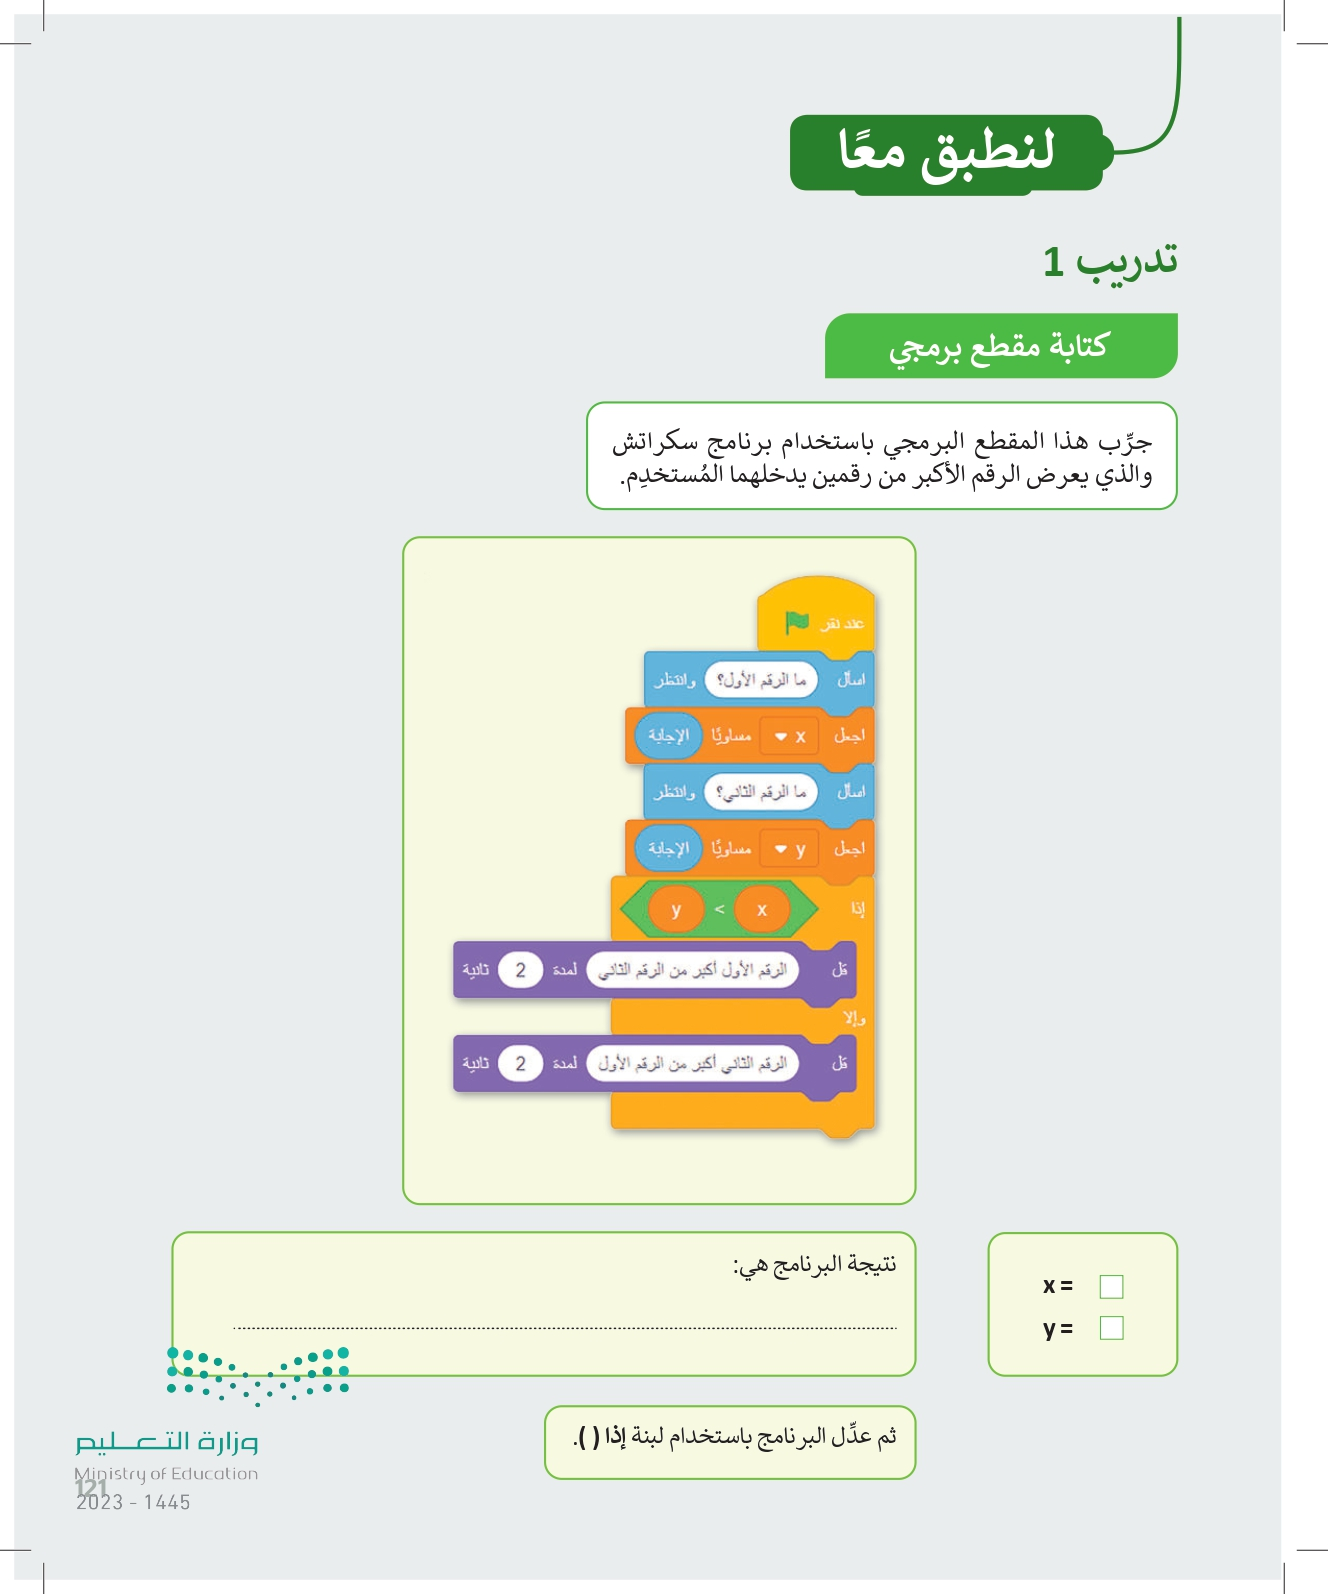 لنطبق معًا
تدريب 1
كتابة مقطع برمجي
جرِّب هذا المقطع البرمجي باستخدام برنامج سكراتش
والذي يعرض الرقم الأكبر من رقمين يدخلهما المُستخدِم.
عند نقر
اسأل ما الرقم الأول؟ وانتظر
اجعل x مساويًا الإجابة
اسأل ما الرقم الثاني؟ وانتظر
اجعل y مساويًا الإجابة
إذا x < y
قل الرقم الأول أكبر من الرقم الثاني لمدة 2 ثانية
وإلا
قل الرقم الثاني أكبر من الرقم الأول لمدة 2 ثانية
x =
y =
نتيجة البرنامج هي:
ثم عدِّل البرنامج باستخدام لبنة إذا ( ).
وزارة التعليم
Ministry of Education
121
2023 - 1445